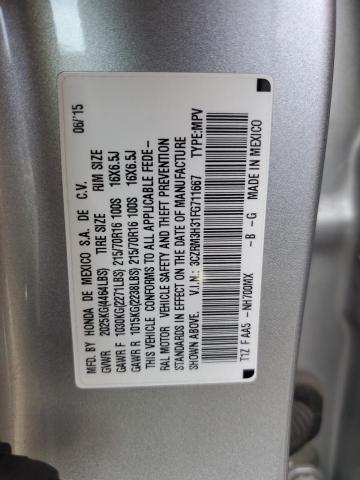 MFD. BY HONDA DE MEXICO S.A. DE C.V. 06/15
GVWR 2025KG(4464LBS) TIRE SIZE RIM SIZE
GAWR F 1030KG(2271LBS) 215/70R16 100S 16X6.5J
GAWR R 1015KG(2238LBS) 215/70R16 100S 16X6.5J
THIS VEHICLE CONFORMS TO ALL APPLICABLE FEDE-
RAL MOTOR VEHICLE SAFETY AND THEFT PREVENTION
STANDARDS IN EFFECT ON THE DATE OF MANUFACTURE
SHOWN ABOVE. V.I.N.: 3CZRM3H31FG711667 TYPE:MPV
T1Z F AA5 -NH700MX -B -G MADE IN MEXICO